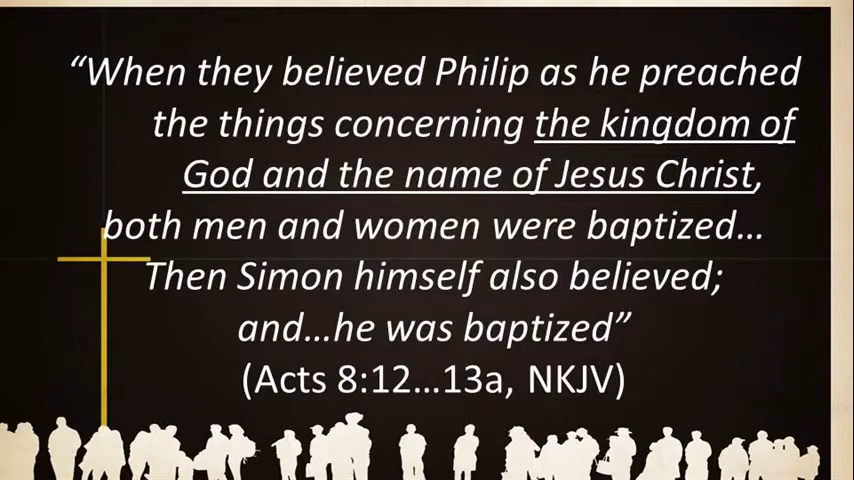 “When they believed Philip as he preached
the things concerning the kingdom of
God and the name of Jesus Christ,
both men and women were baptized…
Then Simon himself also believed;
and…he was baptized”
(Acts 8:12…13a, NKJV)